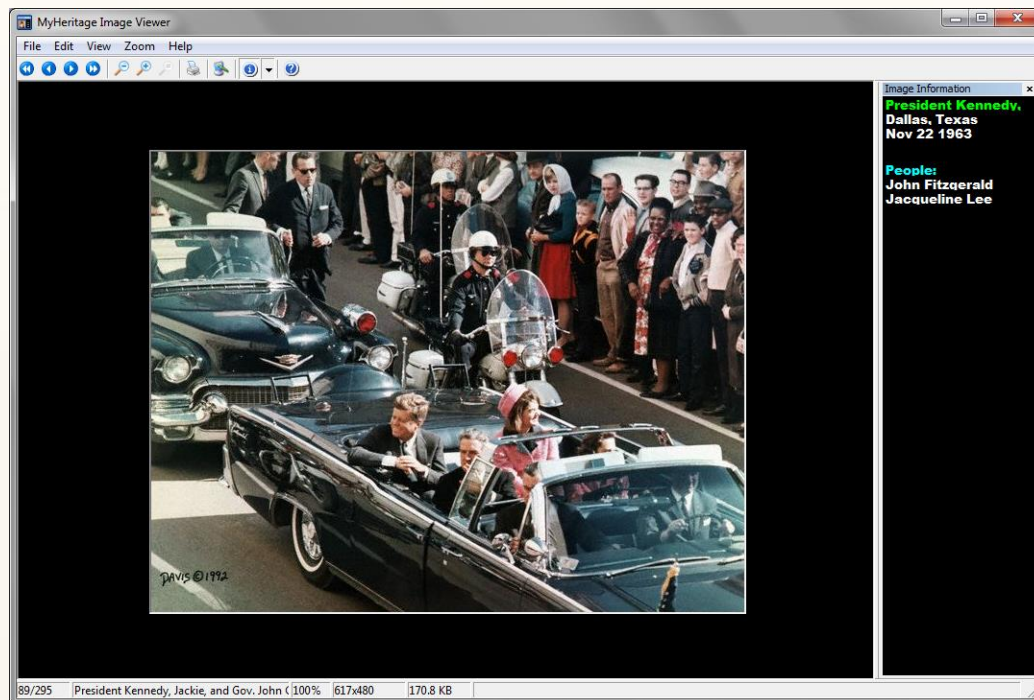 MyHeritage Image Viewer
File Edit View Zoom Help
Image Information
President Kennedy,
Dallas, Texas
Nov 22 1963
People:
John Fitzgerald
Jacqueline Lee
DAVIS © 1992
89/295 President Kennedy, Jackie, and Gov. John 100% 617x480 170.8 KB